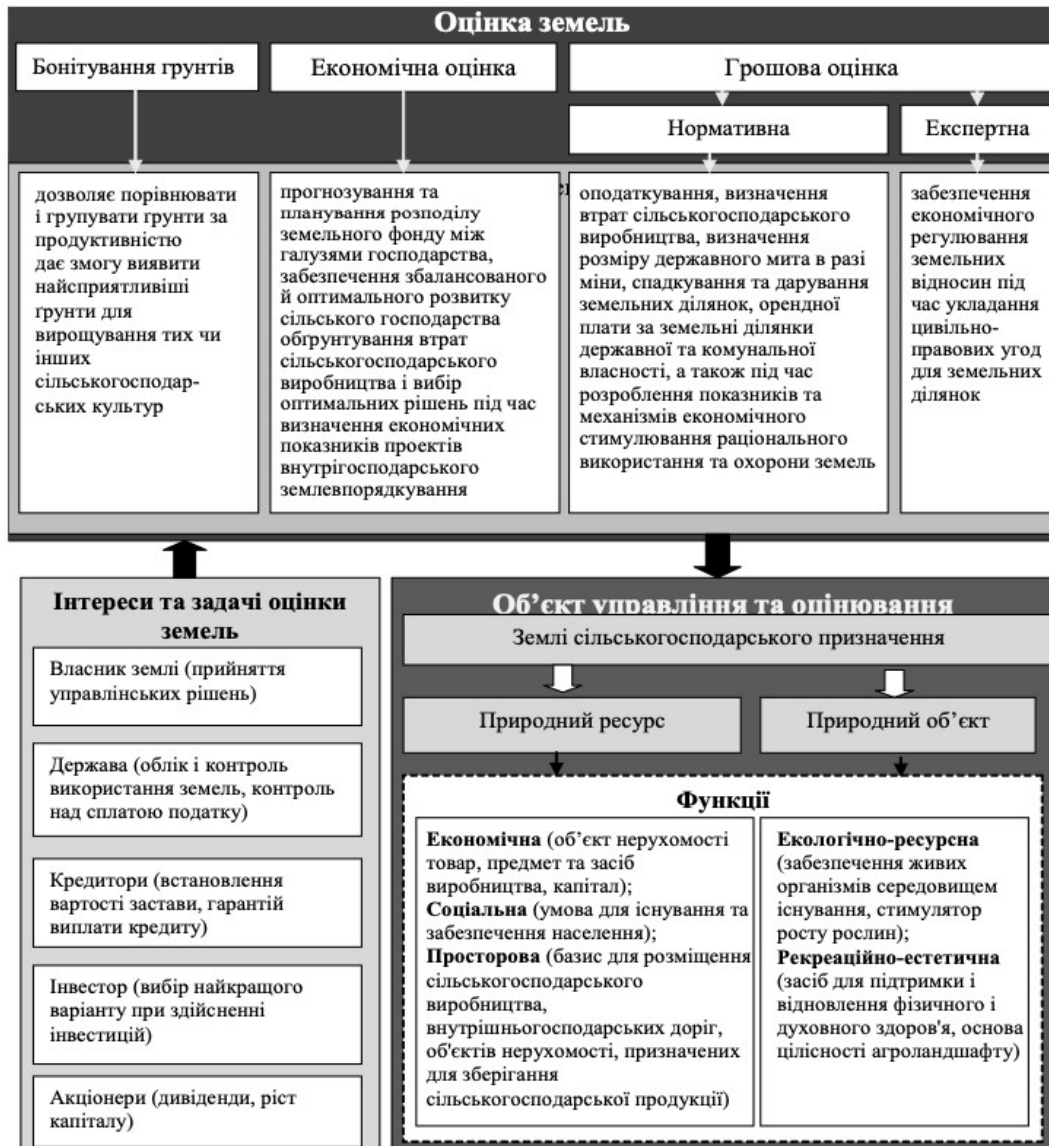 Оцінка земель
Бонітування ґрунтів
Економічна оцінка
Грошова оцінка
Нормативна
Експертна
дозволяє порівнювати
і групувати ґрунти за
продуктивністю
дає змогу виявити
найсприятливіші
ґрунти для
вирощування тих чи
інших
сільськогосподар-
ських культур
прогнозування та
планування розподілу
земельного фонду між
галузями господарства,
забезпечення збалансованого
й оптимального розвитку
сільського господарства
обґрунтування втрат
сільськогосподарського
виробництва і вибір
оптимальних рішень під час
визначення економічних
показників проектів
внутрігосподарського
землевпорядкування
оподаткування, визначення
втрат сільськогосподарського
виробництва, визначення
розміру державного мита в разі
міни, спадкування та дарування
земельних ділянок, орендної
плати за земельні ділянки
державної та комунальної
власності, а також під час
розроблення показників та
механізмів економічного
стимулювання раціонального
використання та охорони земель
забезпечення
економічного
регулювання
земельних
відносин під
час укладання
цивільно-
правових угод
для земельних
ділянок
Інтереси та задачі оцінки
земель
Власник землі (прийняття
управлінських рішень)
Держава (облік і контроль
використання земель, контроль
над сплатою податку)
Кредитори (встановлення
вартості застави, гарантій
виплати кредиту)
Інвестор (вибір найкращого
варіанту при здійсненні
інвестицій)
Акціонери (дивіденди, ріст
капіталу)
Об’єкт управління та оцінювання
Землі сільськогосподарського призначення
Природний ресурс
Природний об’єкт
Функції
Економічна (об’єкт нерухомості
товар, предмет та засіб
виробництва, капітал);
Соціальна (умова для існування та
забезпечення населення);
Просторова (базис для розміщення
сільськогосподарського
виробництва,
внутрішньогосподарських доріг,
об'єктів нерухомості, призначених
для зберігання
сільськогосподарської продукції)
Екологічно-ресурсна
(забезпечення живих
організмів середовищем
існування, стимулятор
росту рослин);
Рекреаційно-естетична
(засіб для підтримки і
відновлення фізичного і
духовного здоров'я, основа
цілісності агроландшафту)